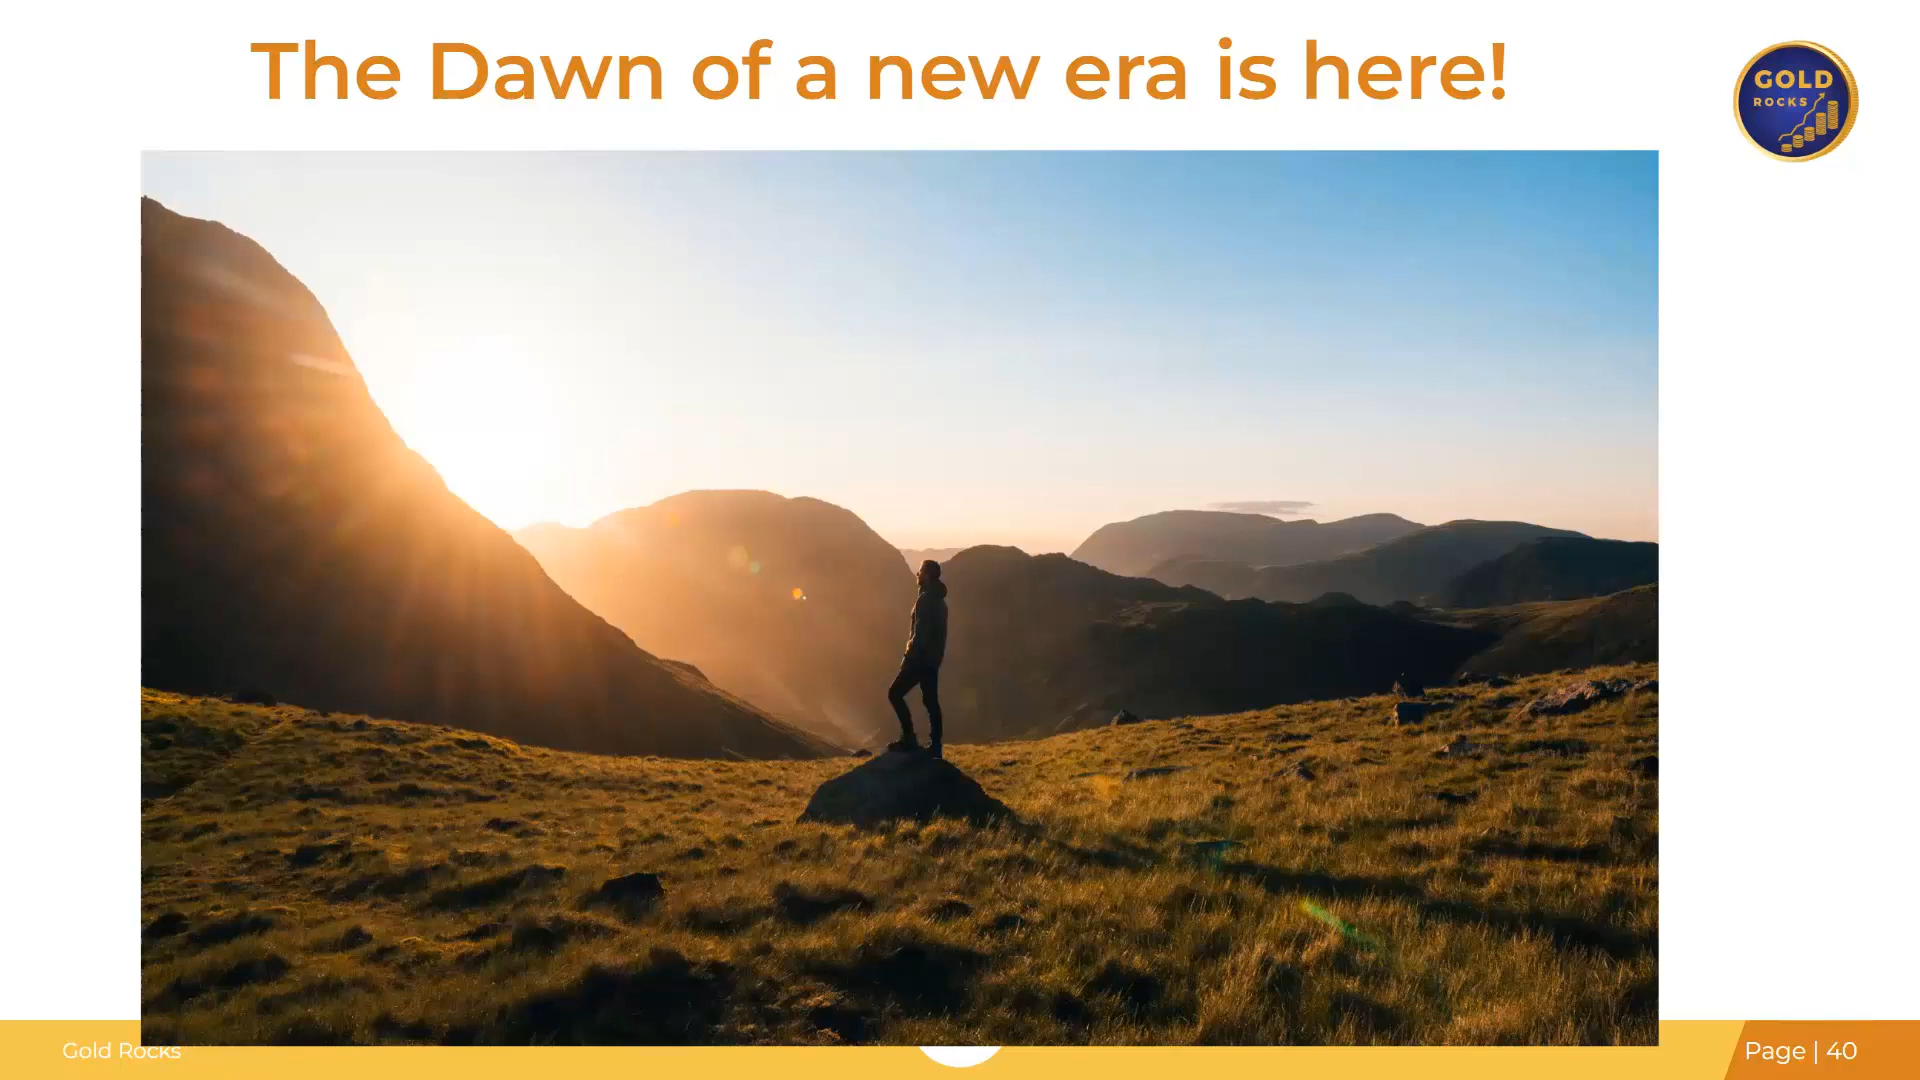 The Dawn of a new era is here!
GOLD
ROCKS
Gold Rocks
Page | 40